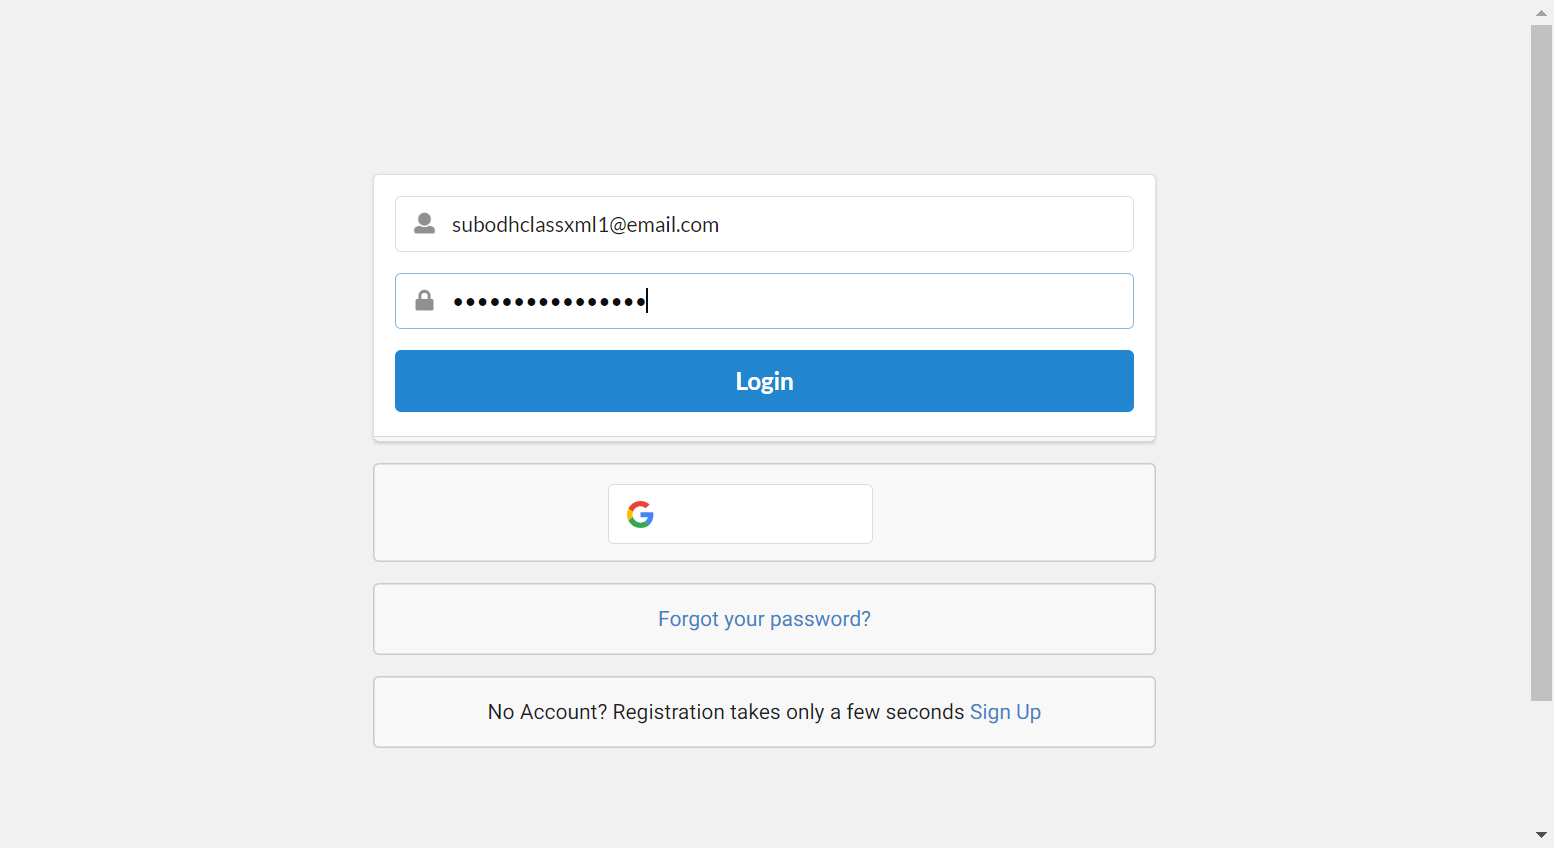 subodhclassxml1@email.com
••••••••••••••••
Login
Forgot your password?
No Account? Registration takes only a few seconds Sign Up